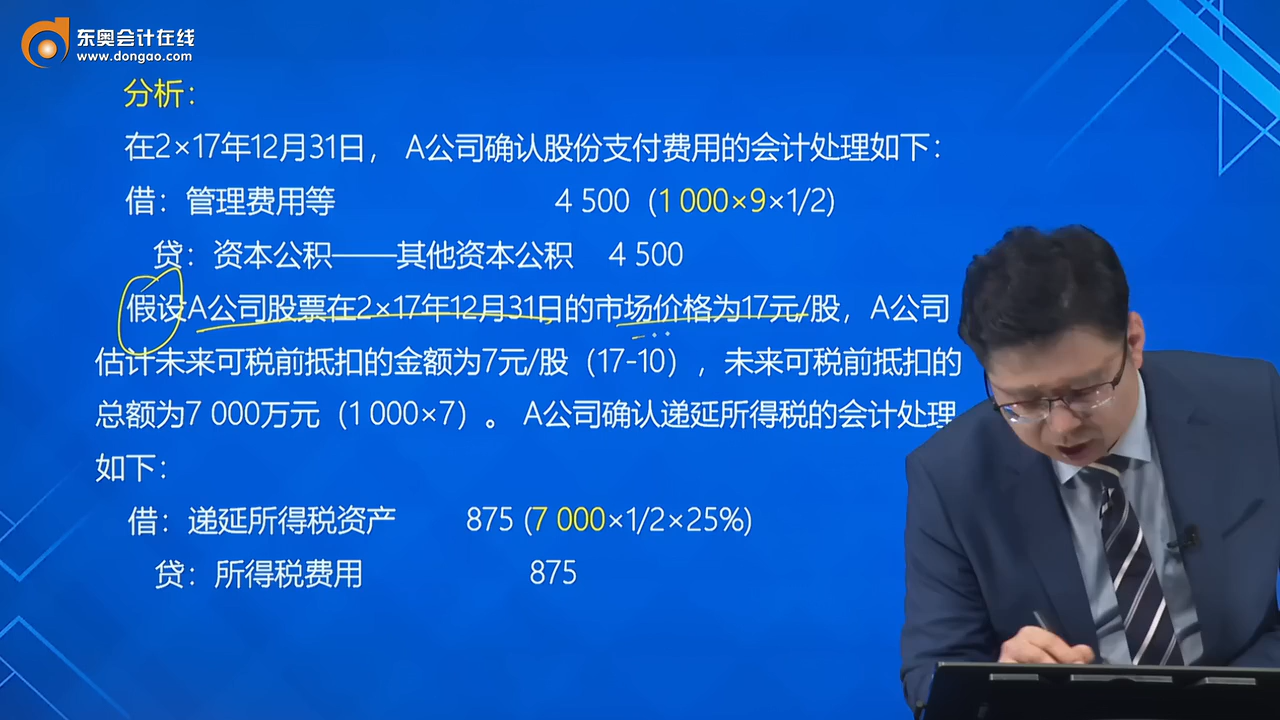 东奥会计在线
www.dongao.com
分析：
在2×17年12月31日， A公司确认股份支付费用的会计处理如下：
借：管理费用等 4 500 (1 000×9×1/2)
贷：资本公积——其他资本公积 4 500
假设A公司股票在2×17年12月31日的市场价格为17元/股，A公司
估计未来可税前抵扣的金额为7元/股（17-10），未来可税前抵扣的
总额为7 000万元（1 000×7）。 A公司确认递延所得税的会计处理
如下：
借：递延所得税资产 875 (7 000×1/2×25%)
贷：所得税费用 875